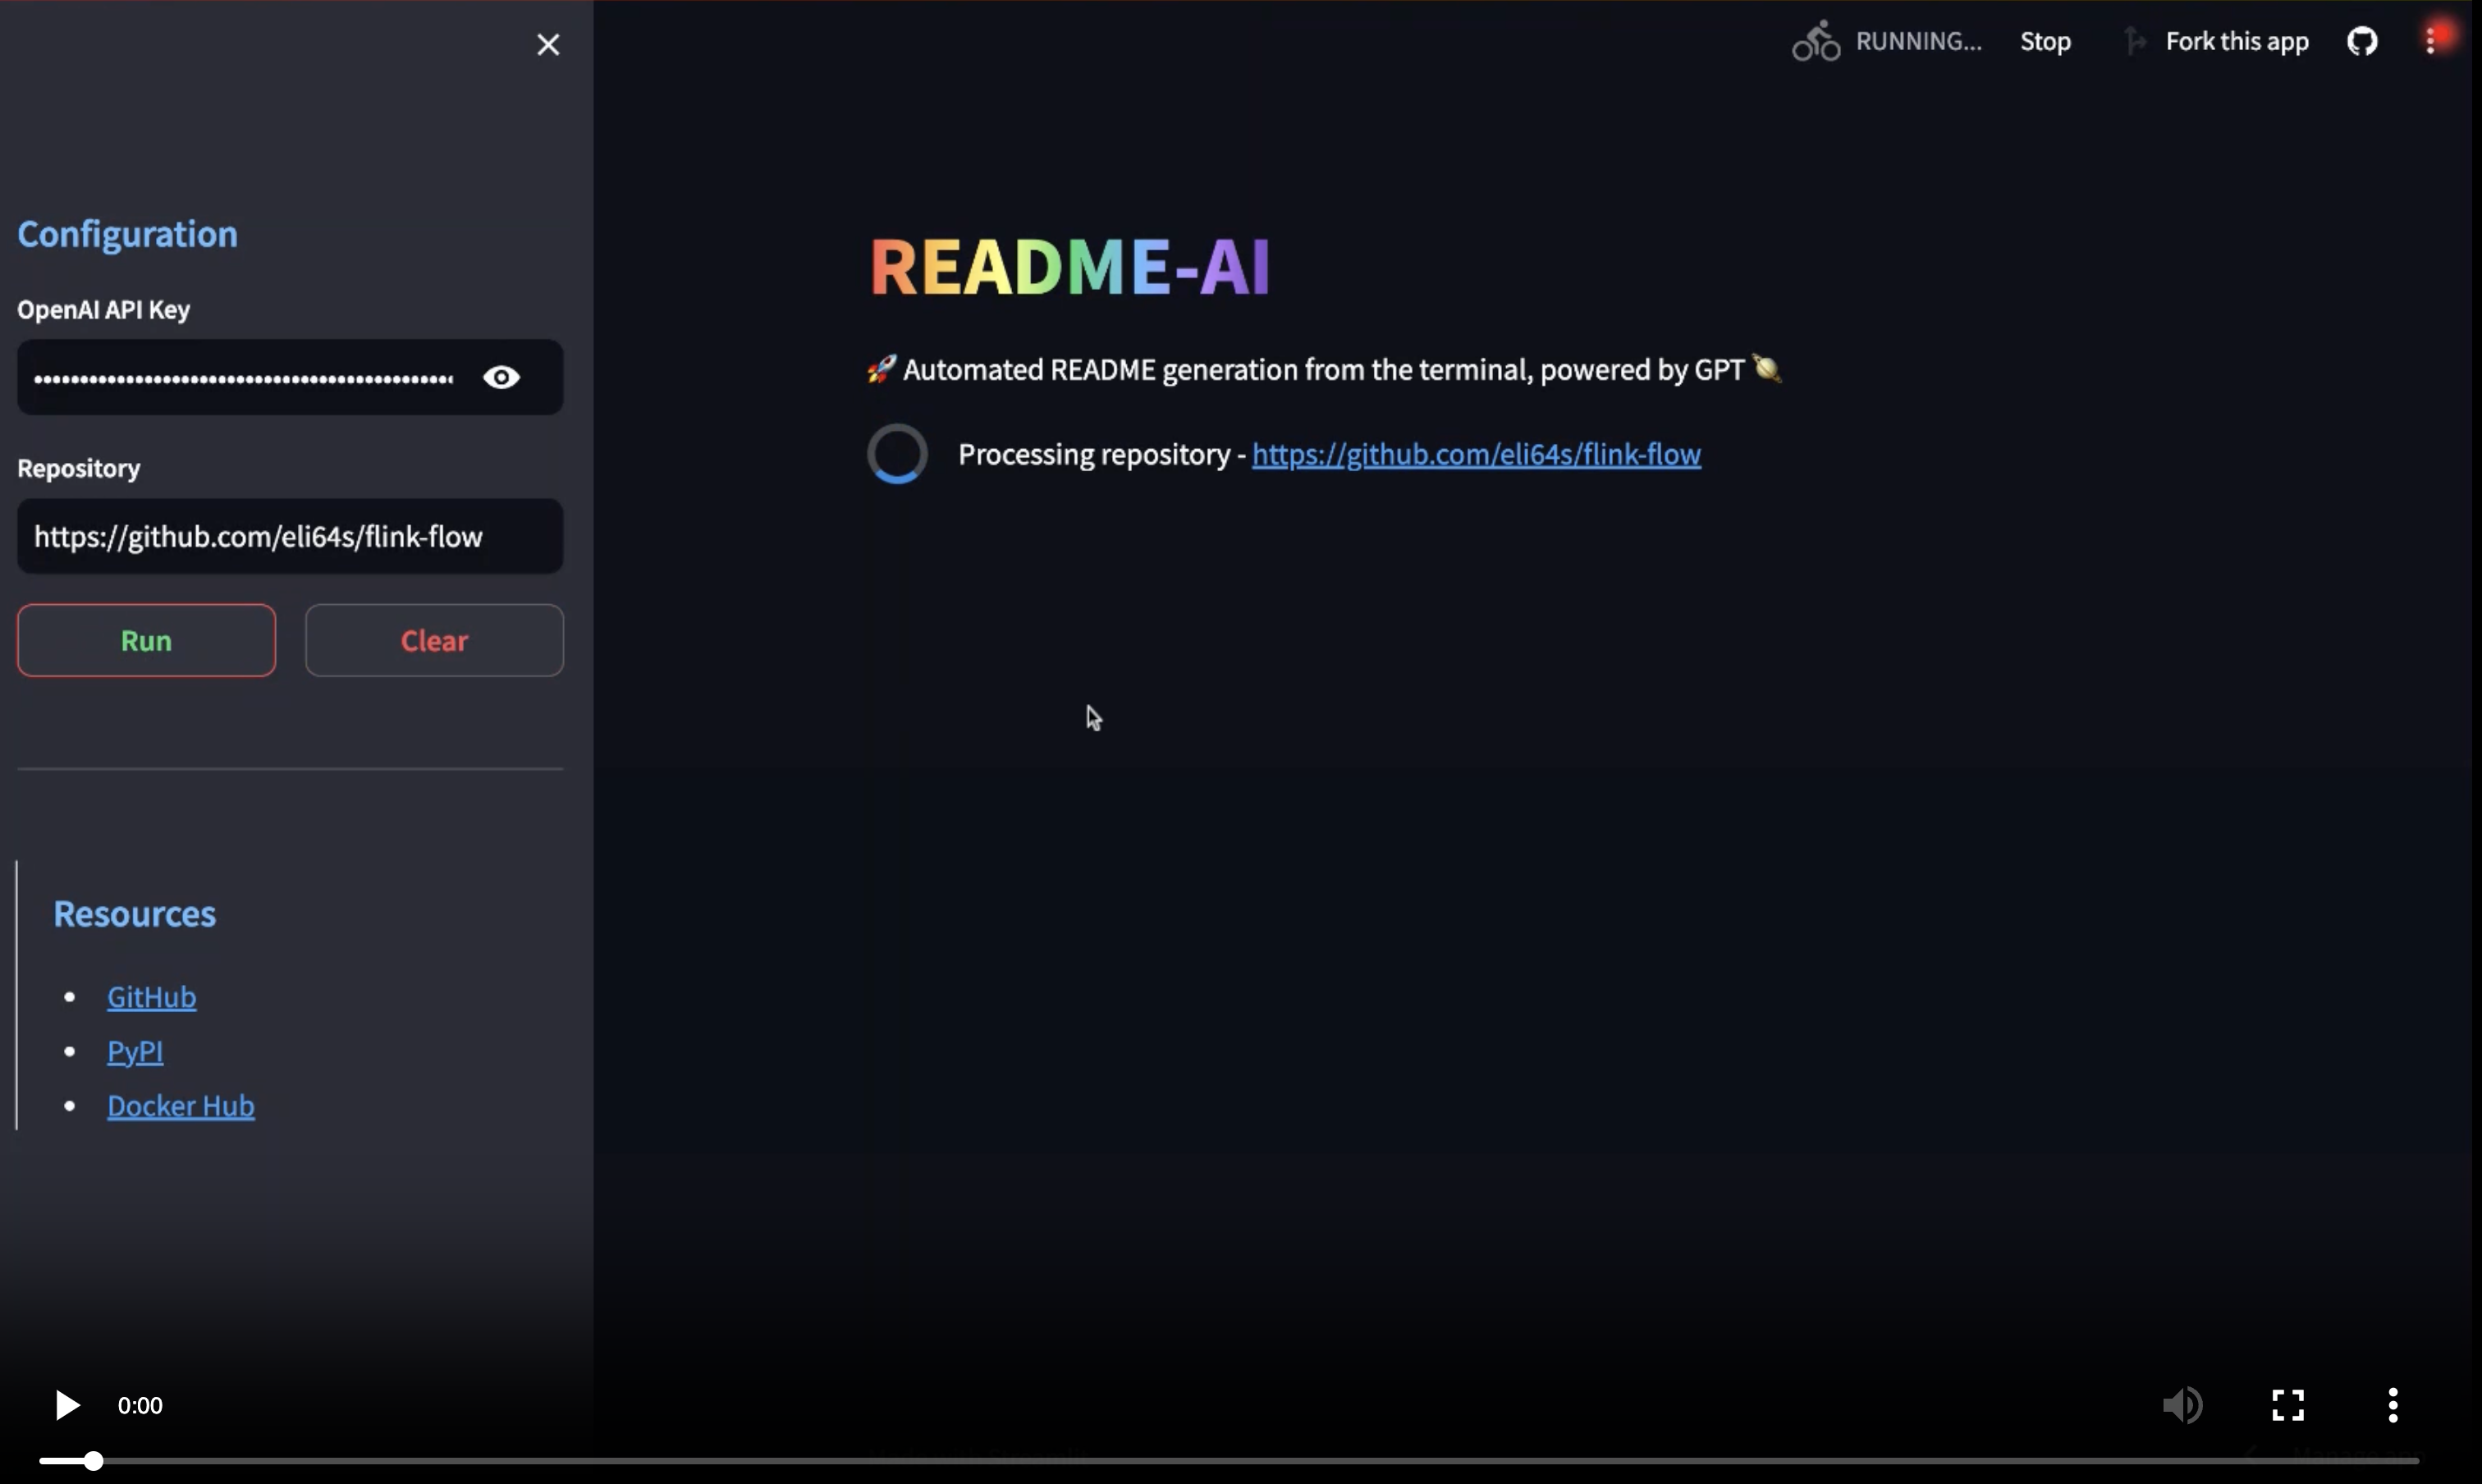 RUNNING...
Stop
Fork this app
Configuration
OpenAI API Key
Repository
https://github.com/eli64s/flink-flow
Run
Clear
Resources
GitHub
PyPI
Docker Hub
README-AI
🚀 Automated README generation from the terminal, powered by GPT 🪐
Processing repository - https://github.com/eli64s/flink-flow
0:00